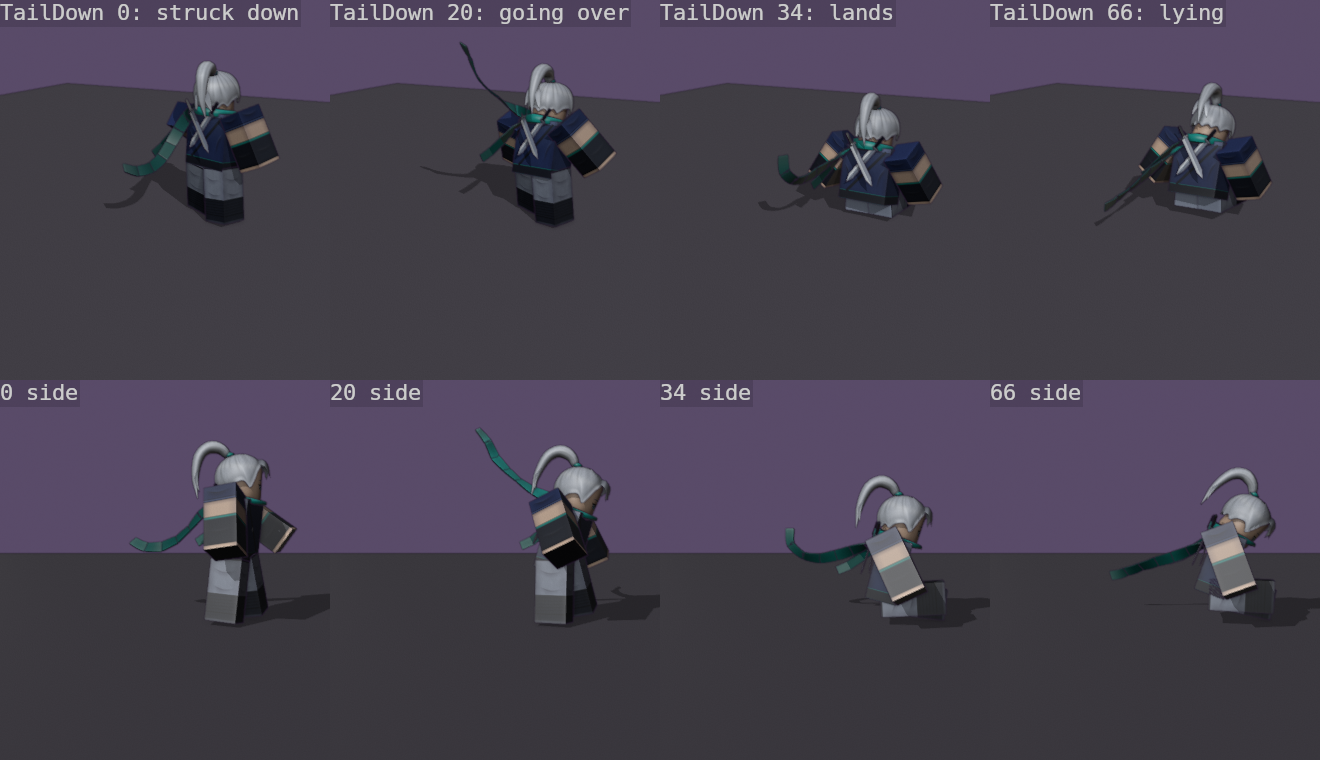 TailDown 0: struck down
TailDown 20: going over
TailDown 34: lands
TailDown 66: lying
0 side
20 side
34 side
66 side